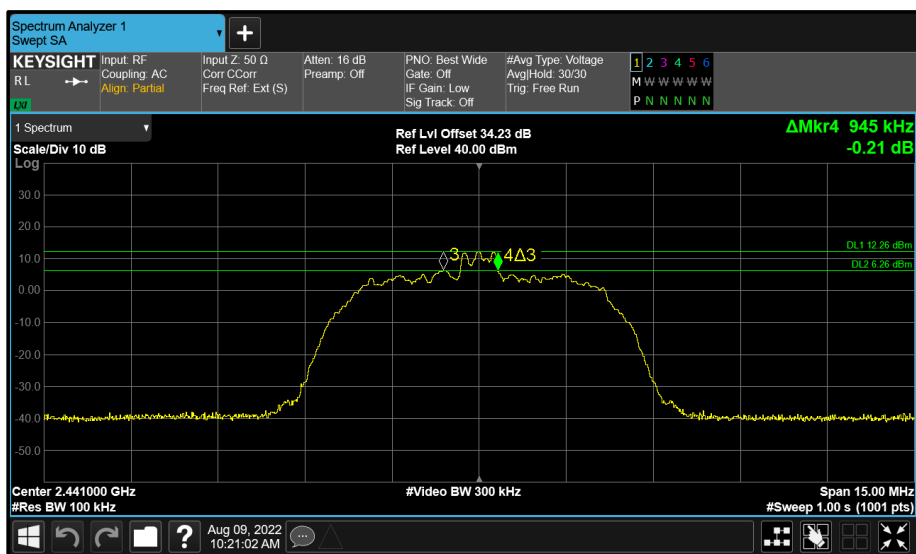 Spectrum Analyzer 1
Swept SA
▼
+
KEYSIGHT
R L
LXI
Input: RF
Coupling: AC
Align: Partial
Input Z: 50 Ω
Corr CCorr
Freq Ref: Ext (S)
Atten: 16 dB
Preamp: Off
PNO: Best Wide
Gate: Off
IF Gain: Low
Sig Track: Off
#Avg Type: Voltage
Avg|Hold: 30/30
Trig: Free Run
1 2 3 4 5 6
M W W W W W
P N N N N N
1 Spectrum ▼
Scale/Div 10 dB
Log
Ref Lvl Offset 34.23 dB
Ref Level 40.00 dBm
ΔMkr4 945 kHz
-0.21 dB
30.0
20.0
10.0
0.00
-10.0
-20.0
-30.0
-40.0
-50.0
3
4Δ3
DL1 12.26 dBm
DL2 6.26 dBm
Center 2.441000 GHz
#Res BW 100 kHz
#Video BW 300 kHz
Span 15.00 MHz
#Sweep 1.00 s (1001 pts)
?
Aug 09, 2022
10:21:02 AM